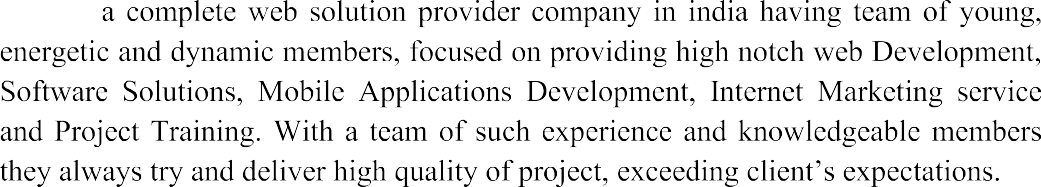 a complete web solution provider company in india having team of young,
energetic and dynamic members, focused on providing high notch web Development,
Software Solutions, Mobile Applications Development, Internet Marketing service
and Project Training. With a team of such experience and knowledgeable members
they always try and deliver high quality of project, exceeding client’s expectations.